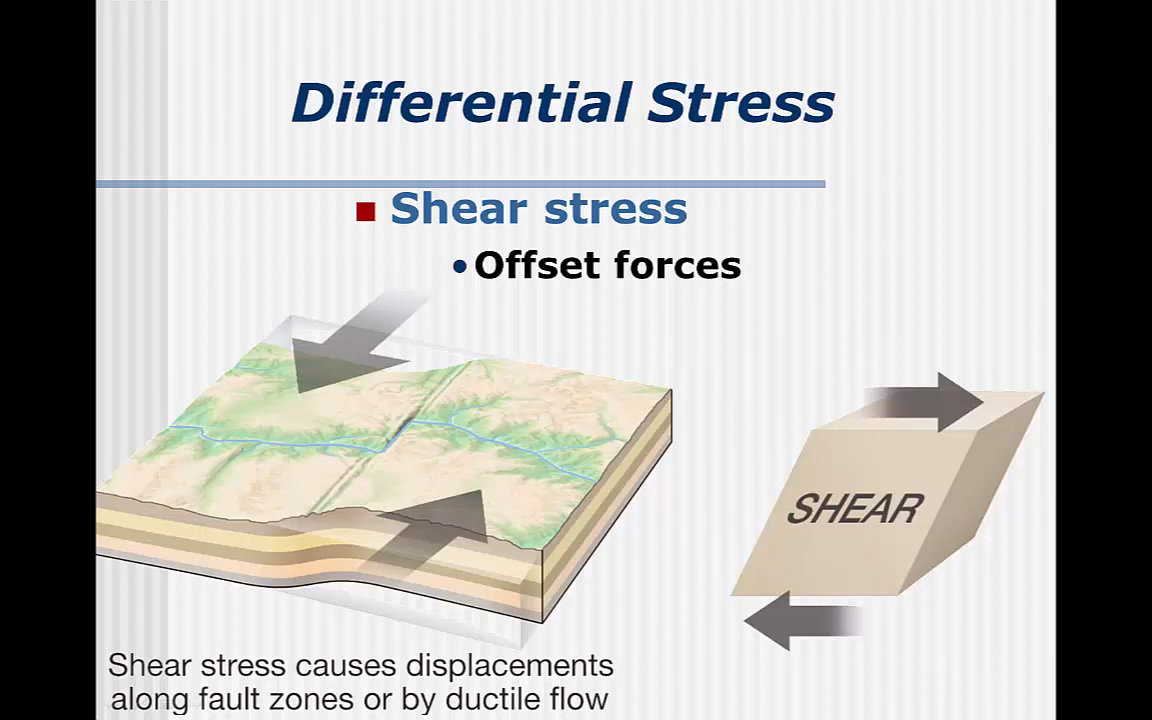 Differential Stress
Shear stress
•Offset forces
SHEAR
Shear stress causes displacements
along fault zones or by ductile flow